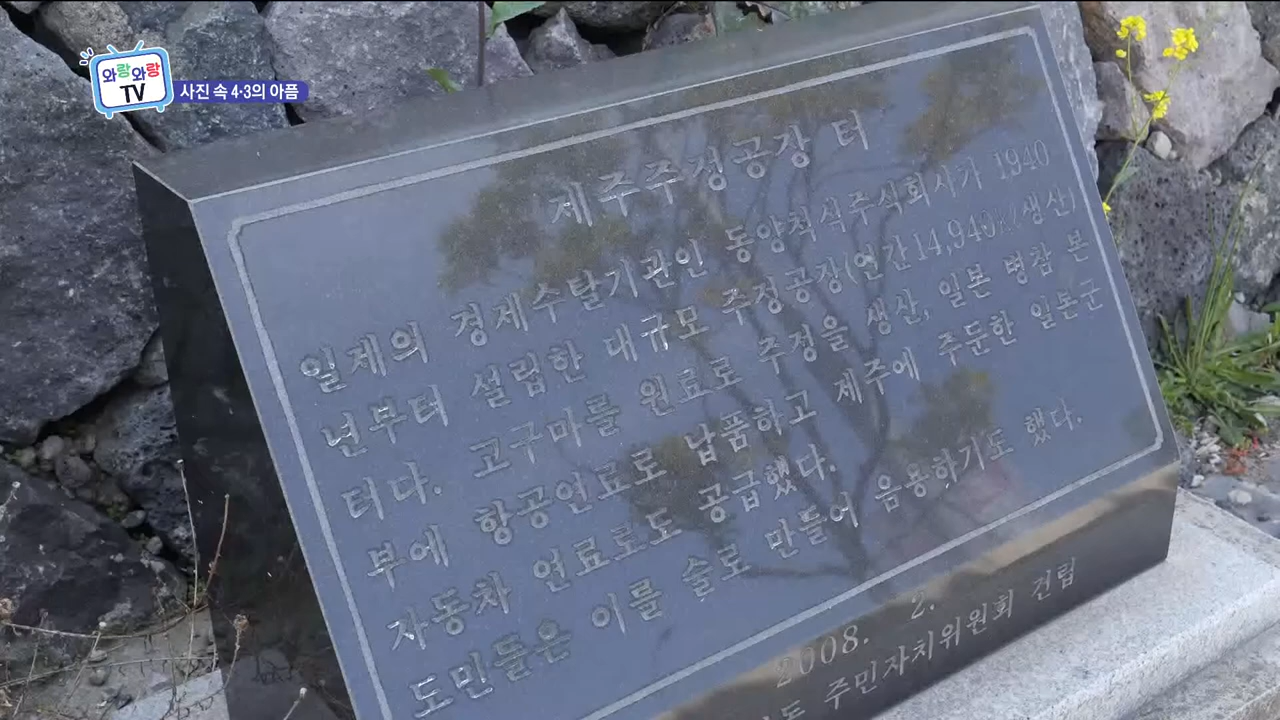 와랑와랑
TV
사진 속 4·3의 아픔
제주주정공장 터
일제의 경제수탈기관인 동양척식주식회사가 1940
년부터 설립한 대규모 주정공장(연간14,940㎘생산)
터다. 고구마를 원료로 주정을 생산, 일본 병참 본
부에 항공연료로 납품하고 제주에 주둔한 일본군
자동차 연료로도 공급했다.
도민들은 이를 술로 만들어 음용하기도 했다.
2008. 2.
주민자치위원회 건립